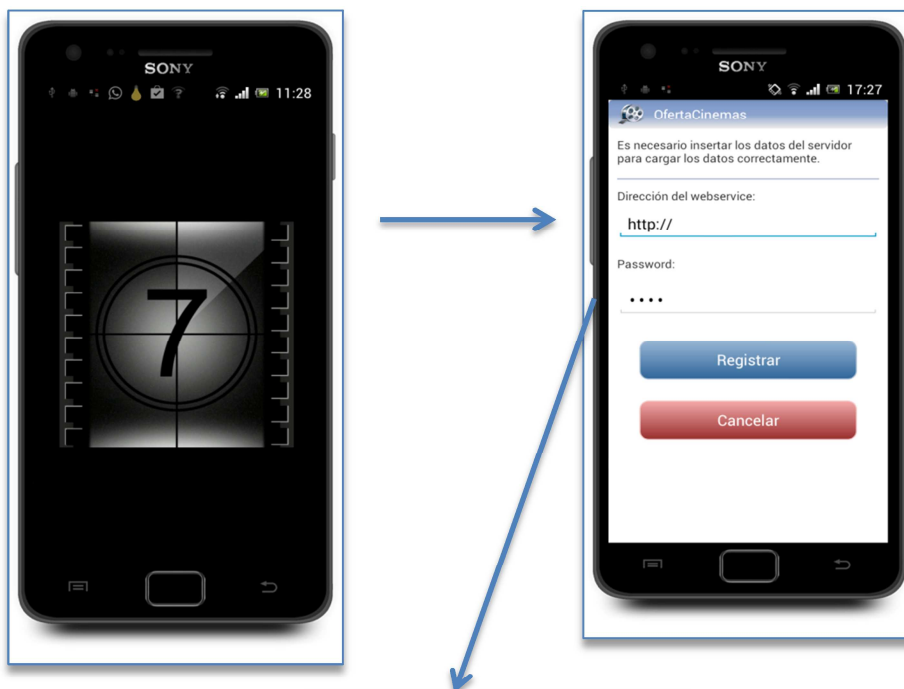 SONY
11:28
7
SONY
17:27
OfertaCinemas
Es necesario insertar los datos del servidor
para cargar los datos correctamente.
Dirección del webservice:
http://
Password:
••••
Registrar
Cancelar